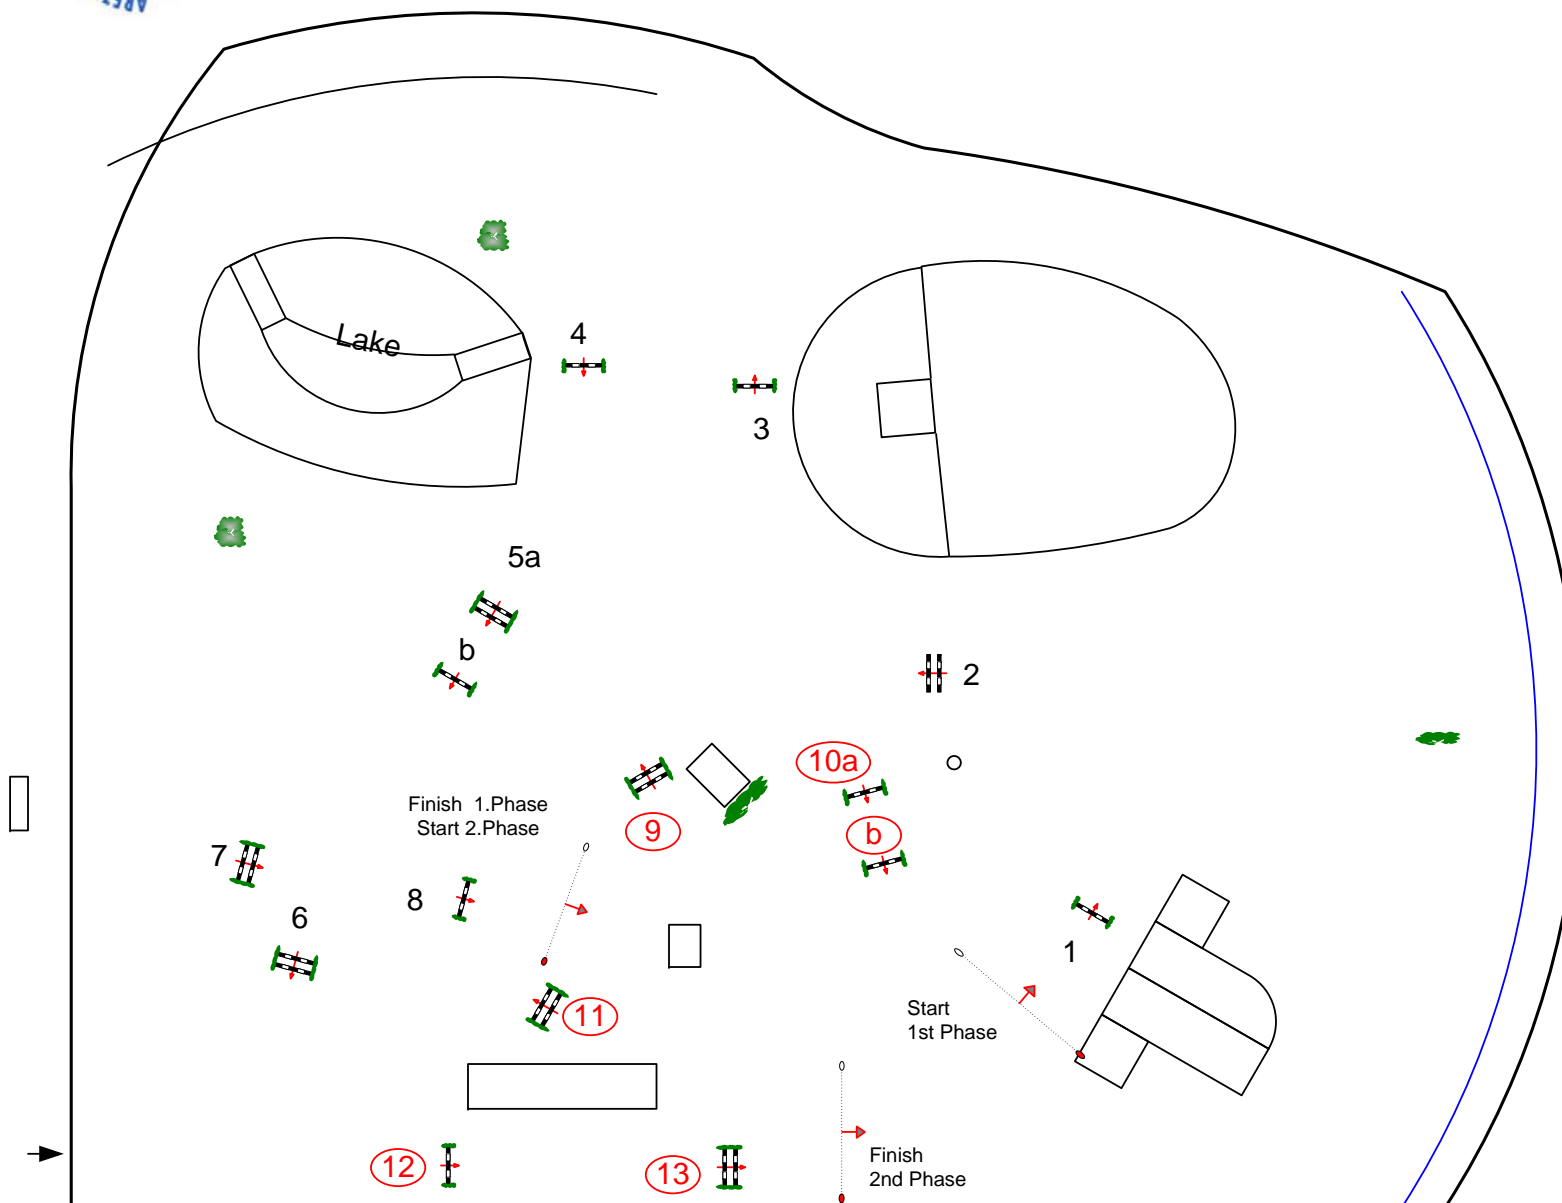 4
Lake
3
5a
b
2
10a
Finish 1.Phase
Start 2.Phase
9
b
7
8
6
1
Start
1st Phase
11
Finish
2nd Phase
12
13